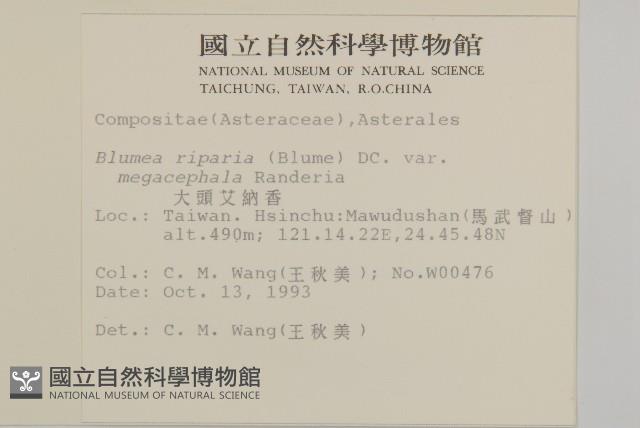 國立自然科學博物館
NATIONAL MUSEUM OF NATURAL SCIENCE
TAICHUNG, TAIWAN, R.O.CHINA
Compositae(Asteraceae),Asterales
Blumea riparia (Blume) DC. var.
megacephala Randeria
大頭艾納香
Loc.: Taiwan. Hsinchu:Mawudushan(馬武督山)
alt.490m; 121.14.22E,24.45.48N
Col.: C. M. Wang(王秋美); No.W00476
Date: Oct. 13, 1993
Det.: C. M. Wang(王秋美)
國立自然科學博物館
NATIONAL MUSEUM OF NATURAL SCIENCE